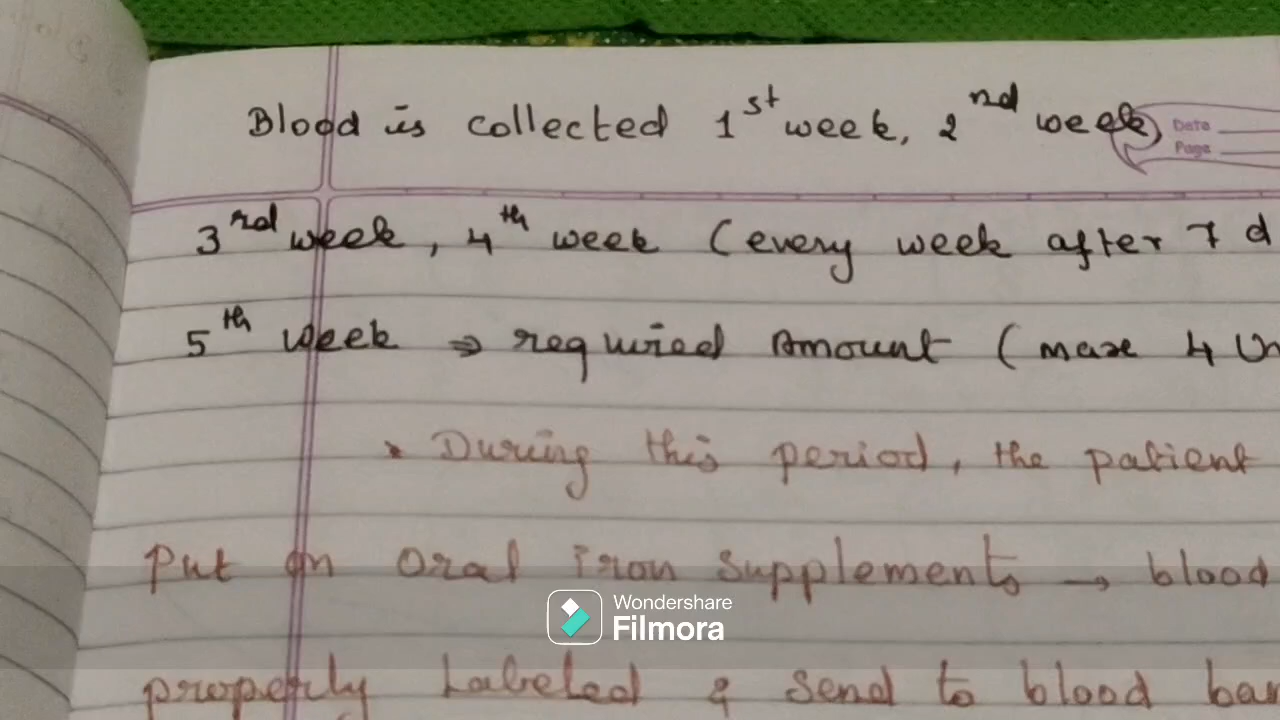 Blood is collected 1st week, 2nd week,
Date
Page
3rd week, 4th week (every week after 7 d
5th week ⇒ required Amount ( max 4 Un
* During this period, the patient
Put on oral iron supplements → blood
Wondershare
Filmora
properly Labeled & send to blood ban